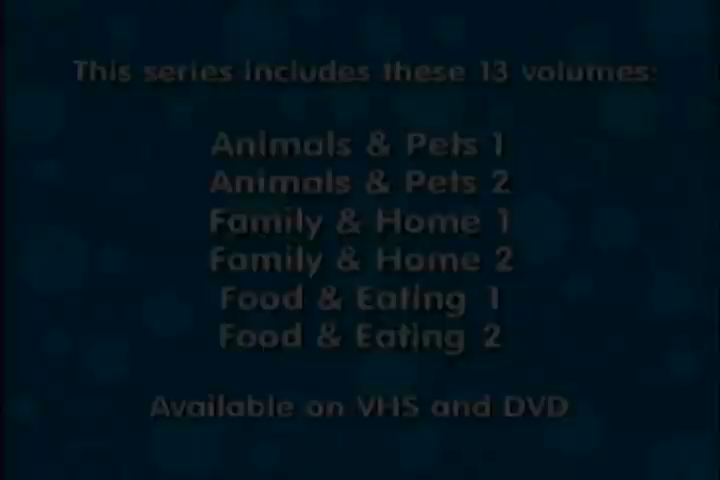 This series includes these 13 volumes:
Animals & Pets 1
Animals & Pets 2
Family & Home 1
Family & Home 2
Food & Eating 1
Food & Eating 2
Available on VHS and DVD